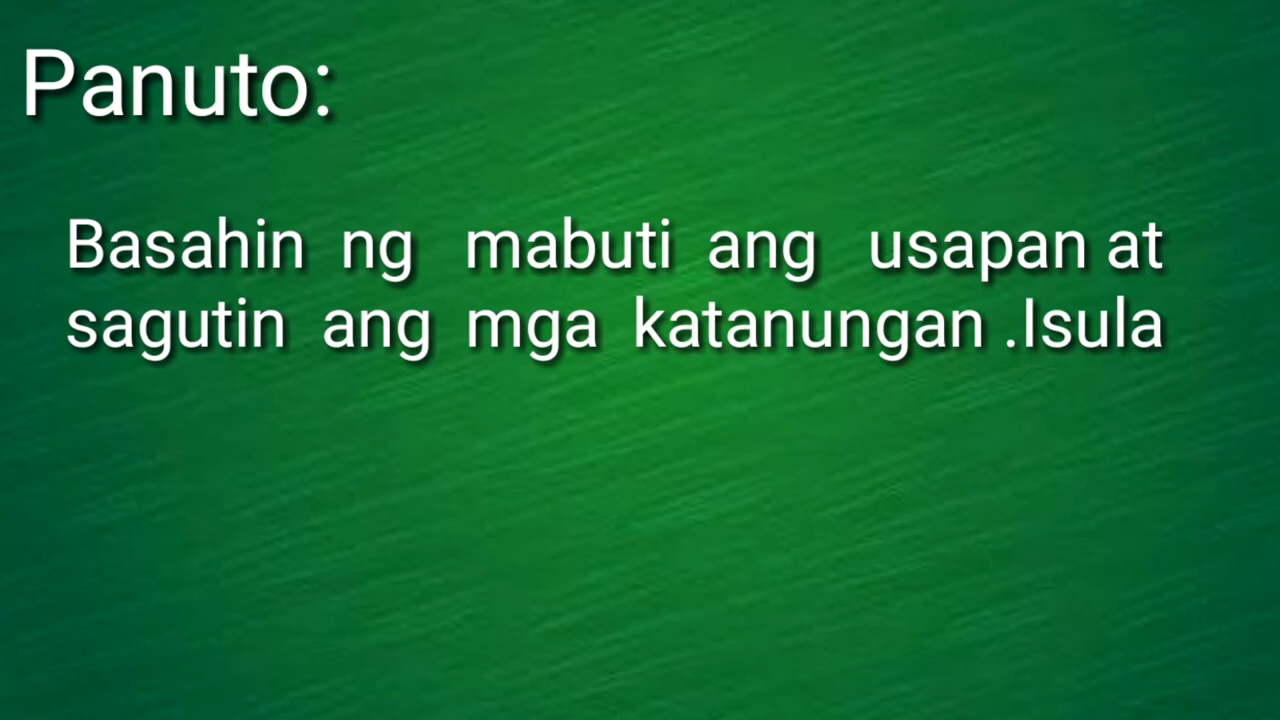 Panuto:
Basahin ng mabuti ang usapan at
sagutin ang mga katanungan .Isula